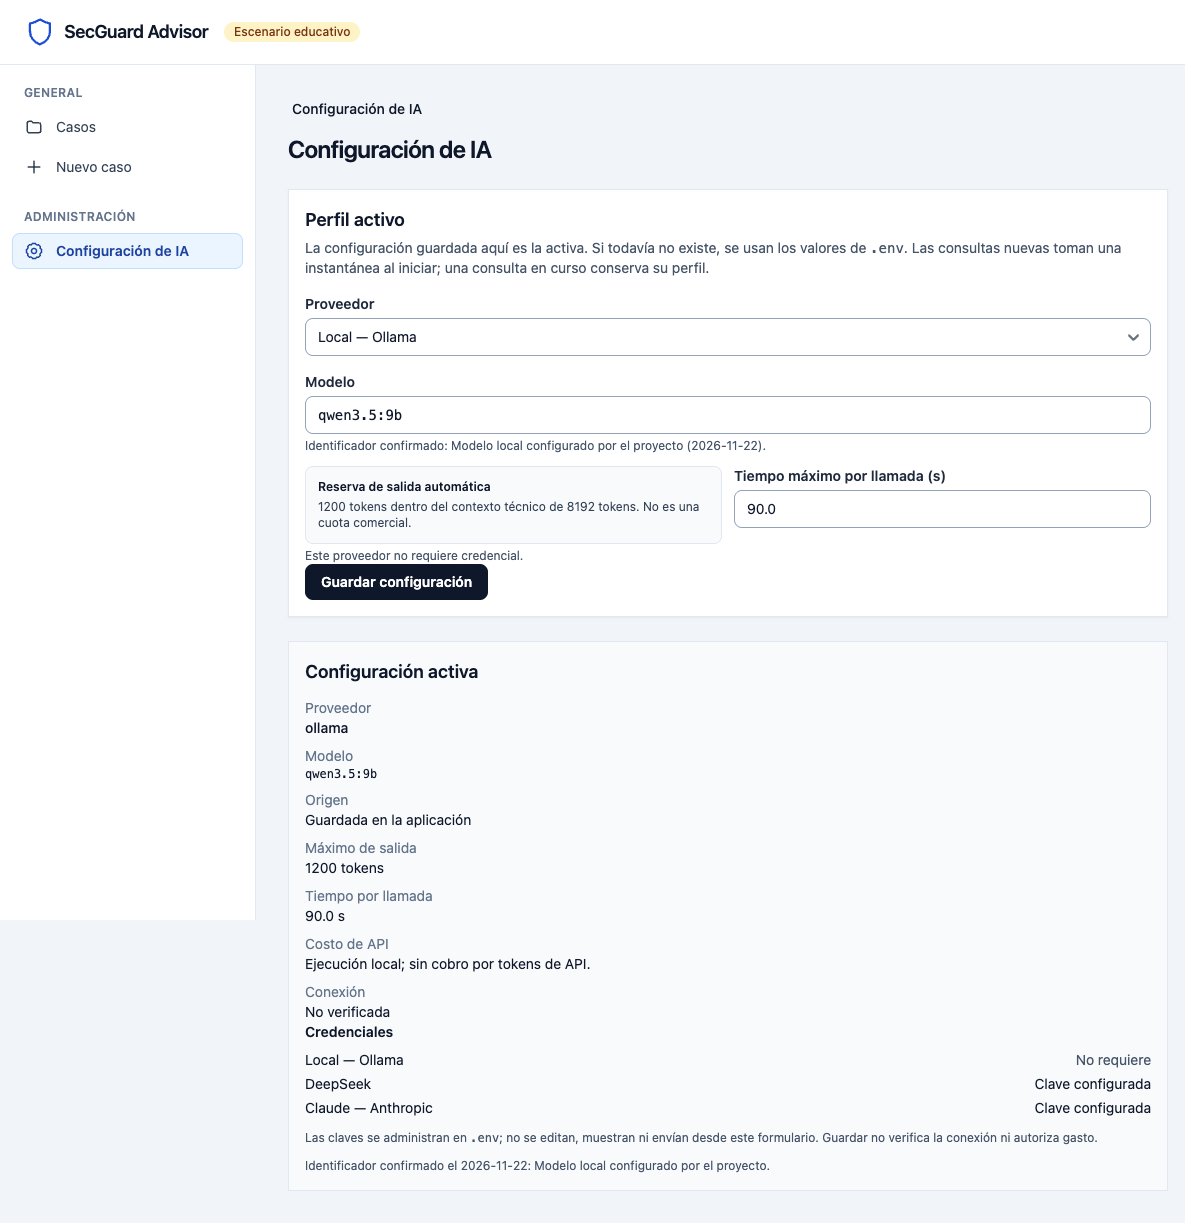 SecGuard Advisor
Escenario educativo
GENERAL
Casos
Nuevo caso
ADMINISTRACIÓN
Configuración de IA
Configuración de IA
Configuración de IA
Perfil activo
La configuración guardada aquí es la activa. Si todavía no existe, se usan los valores de .env. Las consultas nuevas toman una
instantánea al iniciar; una consulta en curso conserva su perfil.
Proveedor
Local — Ollama
Modelo
qwen3.5:9b
Identificador confirmado: Modelo local configurado por el proyecto (2026-11-22).
Reserva de salida automática
1200 tokens dentro del contexto técnico de 8192 tokens. No es una
cuota comercial.
Tiempo máximo por llamada (s)
90.0
Este proveedor no requiere credencial.
Guardar configuración
Configuración activa
Proveedor
ollama
Modelo
qwen3.5:9b
Origen
Guardada en la aplicación
Máximo de salida
1200 tokens
Tiempo por llamada
90.0 s
Costo de API
Ejecución local; sin cobro por tokens de API.
Conexión
No verificada
Credenciales
Local — Ollama No requiere
DeepSeek Clave configurada
Claude — Anthropic Clave configurada
Las claves se administran en .env; no se editan, muestran ni envían desde este formulario. Guardar no verifica la conexión ni autoriza gasto.
Identificador confirmado el 2026-11-22: Modelo local configurado por el proyecto.